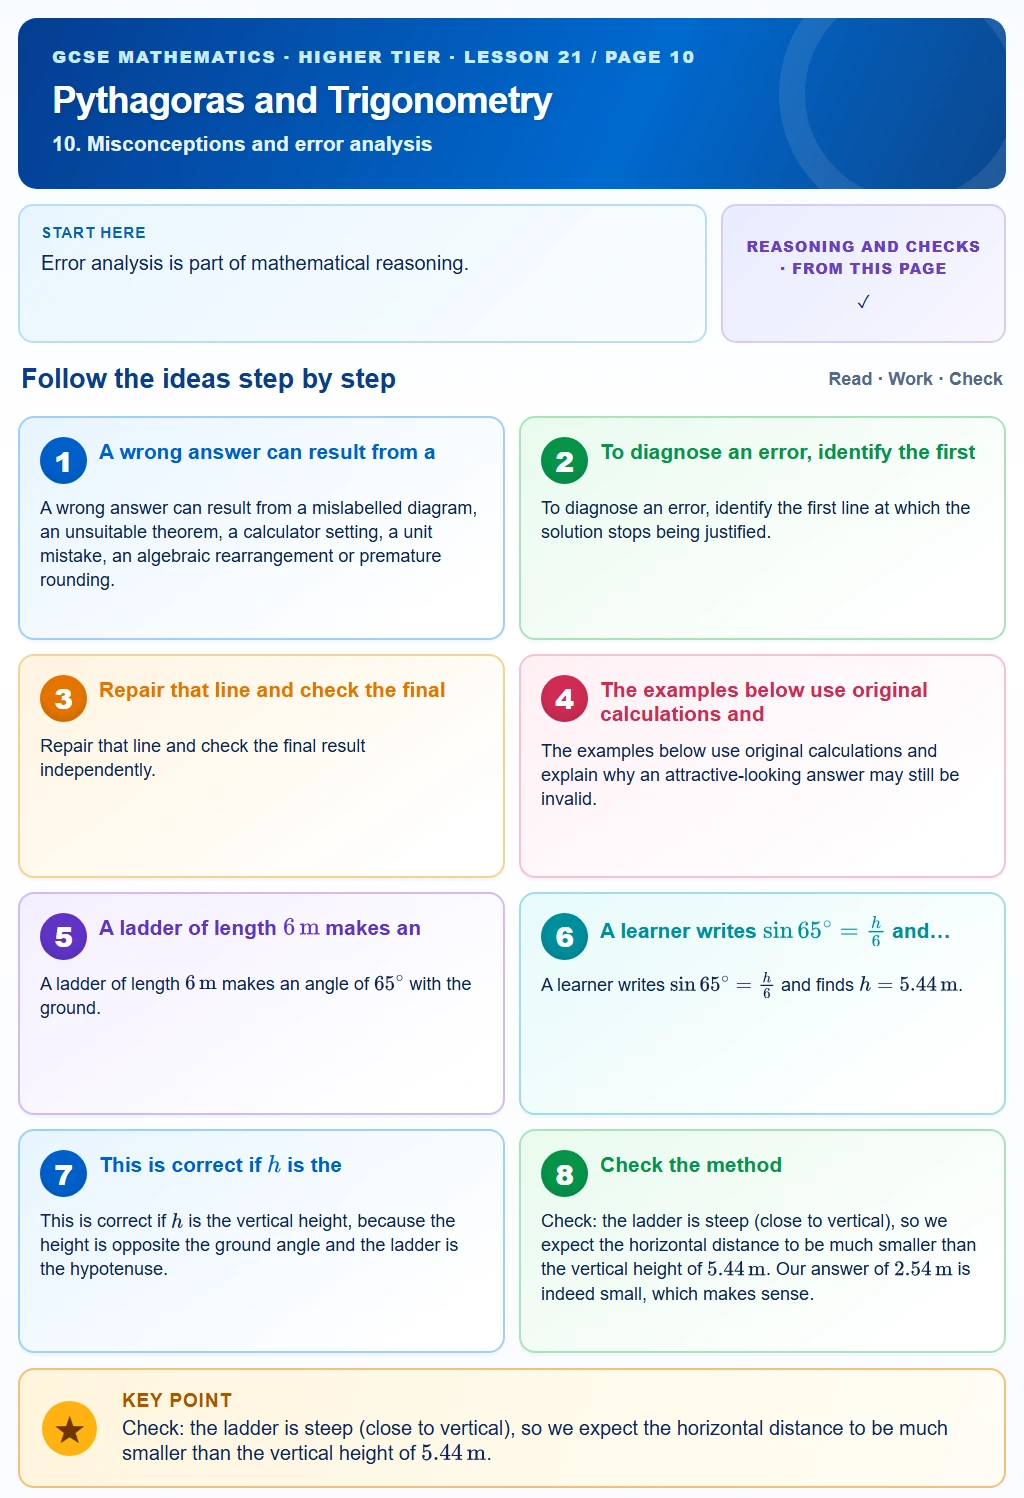 GCSE MATHEMATICS · HIGHER TIER · LESSON 21 / PAGE 10
Pythagoras and Trigonometry
10. Misconceptions and error analysis
START HERE
Error analysis is part of mathematical reasoning.
REASONING AND CHECKS
· FROM THIS PAGE
✓
Follow the ideas step by step
Read · Work · Check
1
A wrong answer can result from a
A wrong answer can result from a mislabelled diagram,
an unsuitable theorem, a calculator setting, a unit
mistake, an algebraic rearrangement or premature
rounding.
2
To diagnose an error, identify the first
To diagnose an error, identify the first line at which the
solution stops being justified.
3
Repair that line and check the final
Repair that line and check the final result
independently.
4
The examples below use original
calculations and
The examples below use original calculations and
explain why an attractive-looking answer may still be
invalid.
5
A ladder of length 6 m makes an
A ladder of length 6 m makes an angle of 65° with the
ground.
6
A learner writes sin 65° = h/6 and…
A learner writes sin 65° = h/6 and finds h = 5.44 m.
7
This is correct if h is the
This is correct if h is the vertical height, because the
height is opposite the ground angle and the ladder is
the hypotenuse.
8
Check the method
Check: the ladder is steep (close to vertical), so we
expect the horizontal distance to be much smaller than
the vertical height of 5.44 m. Our answer of 2.54 m is
indeed small, which makes sense.
KEY POINT
Check: the ladder is steep (close to vertical), so we expect the horizontal distance to be much
smaller than the vertical height of 5.44 m.